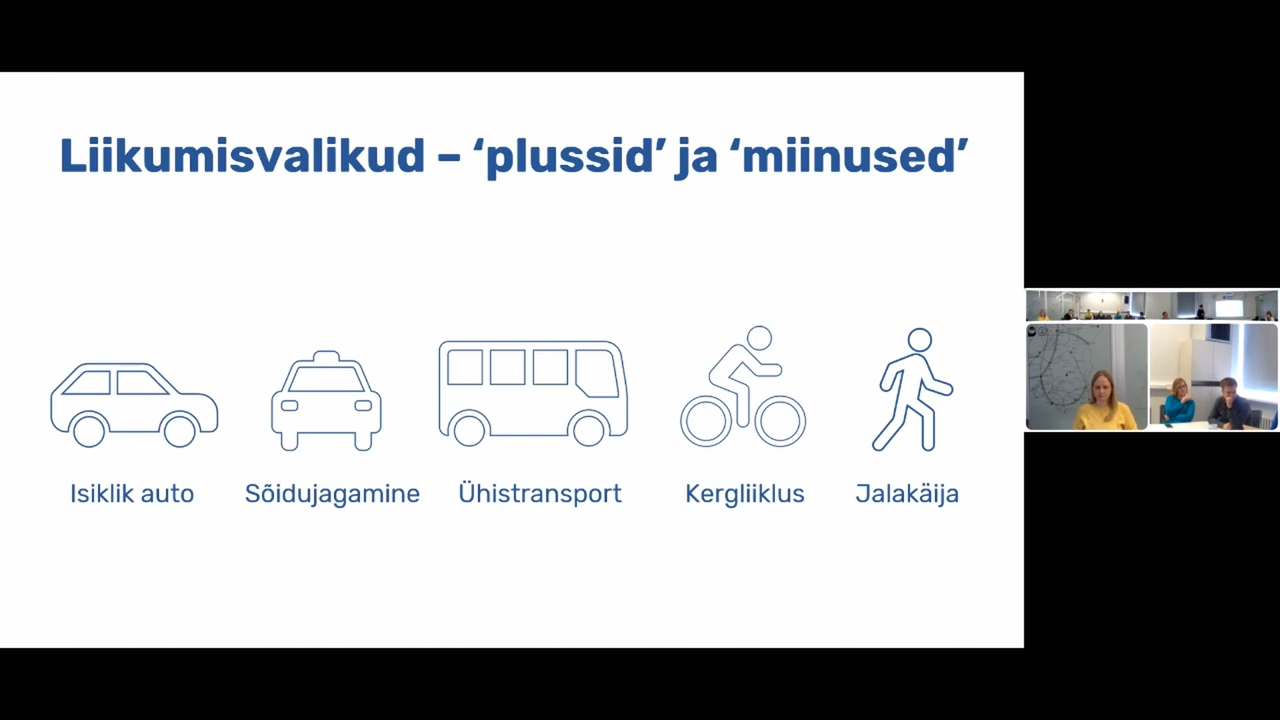 Liikumisvalikud – ‘plussid’ ja ‘miinused’
Isiklik auto
Sõidujagamine
Ühistransport
Kergliiklus
Jalakäija